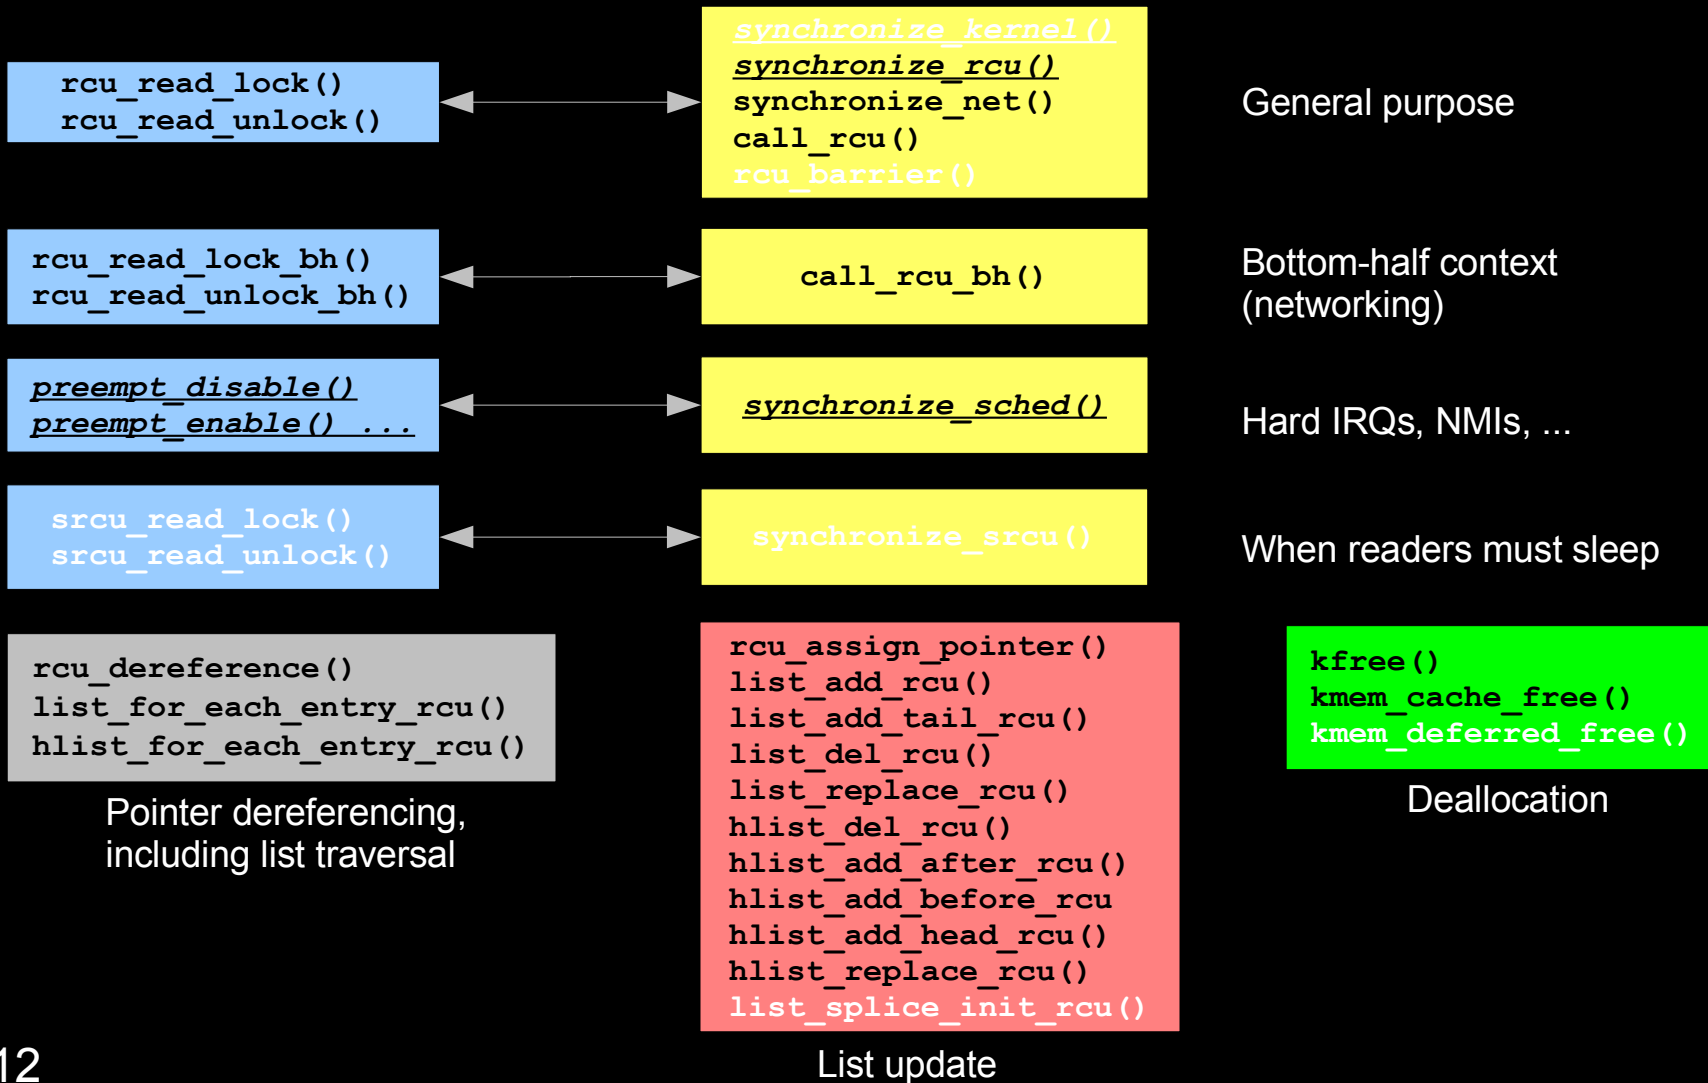 rcu_read_lock()
rcu_read_unlock()
synchronize_kernel()
synchronize_rcu()
synchronize_net()
call_rcu()
rcu_barrier()
General purpose
rcu_read_lock_bh()
rcu_read_unlock_bh()
call_rcu_bh()
Bottom-half context
(networking)
preempt_disable()
preempt_enable() ...
synchronize_sched()
Hard IRQs, NMIs, ...
srcu_read_lock()
srcu_read_unlock()
synchronize_srcu()
When readers must sleep
rcu_dereference()
list_for_each_entry_rcu()
hlist_for_each_entry_rcu()
Pointer dereferencing,
including list traversal
rcu_assign_pointer()
list_add_rcu()
list_add_tail_rcu()
list_del_rcu()
list_replace_rcu()
hlist_del_rcu()
hlist_add_after_rcu()
hlist_add_before_rcu
hlist_add_head_rcu()
hlist_replace_rcu()
list_splice_init_rcu()
List update
kfree()
kmem_cache_free()
kmem_deferred_free()
Deallocation
12